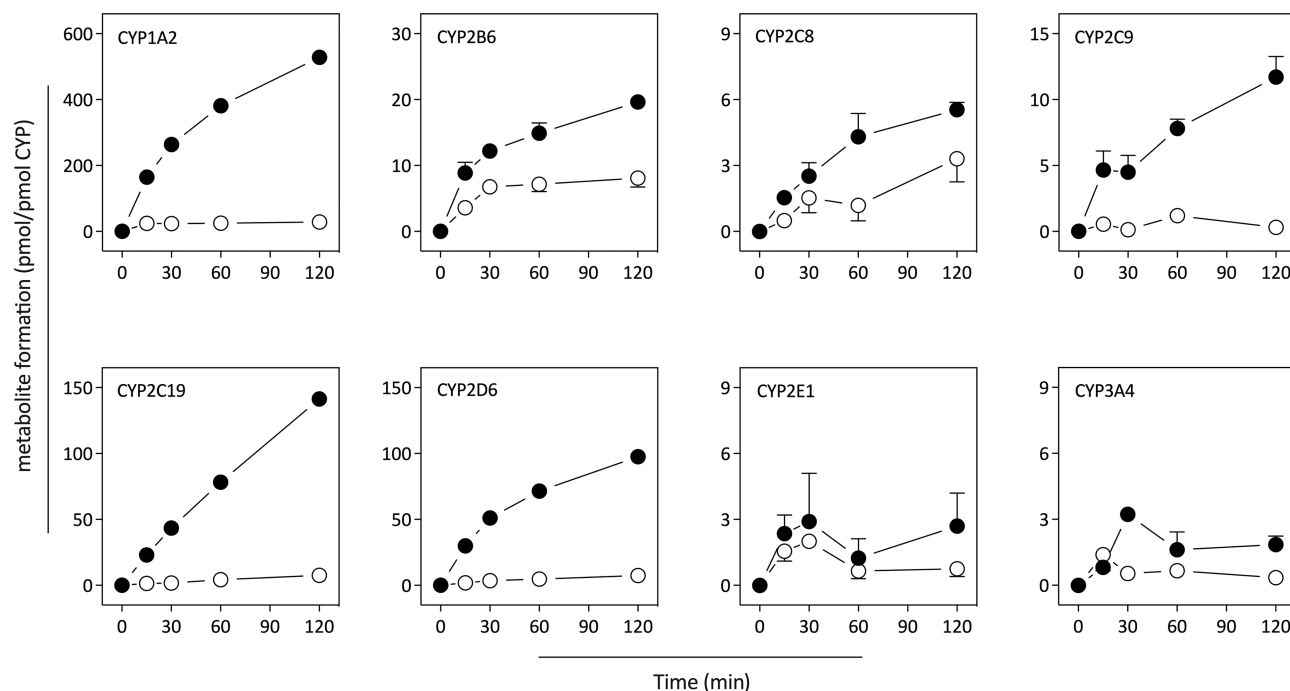 metabolite formation (pmol/pmol CYP)
CYP1A2
600
400
200
0
0 30 60 90 120
CYP2B6
30
20
10
0
0 30 60 90 120
CYP2C8
9
6
3
0
0 30 60 90 120
CYP2C9
15
10
5
0
0 30 60 90 120
CYP2C19
150
100
50
0
0 30 60 90 120
CYP2D6
150
100
50
0
0 30 60 90 120
CYP2E1
9
6
3
0
0 30 60 90 120
CYP3A4
9
6
3
0
0 30 60 90 120
Time (min)